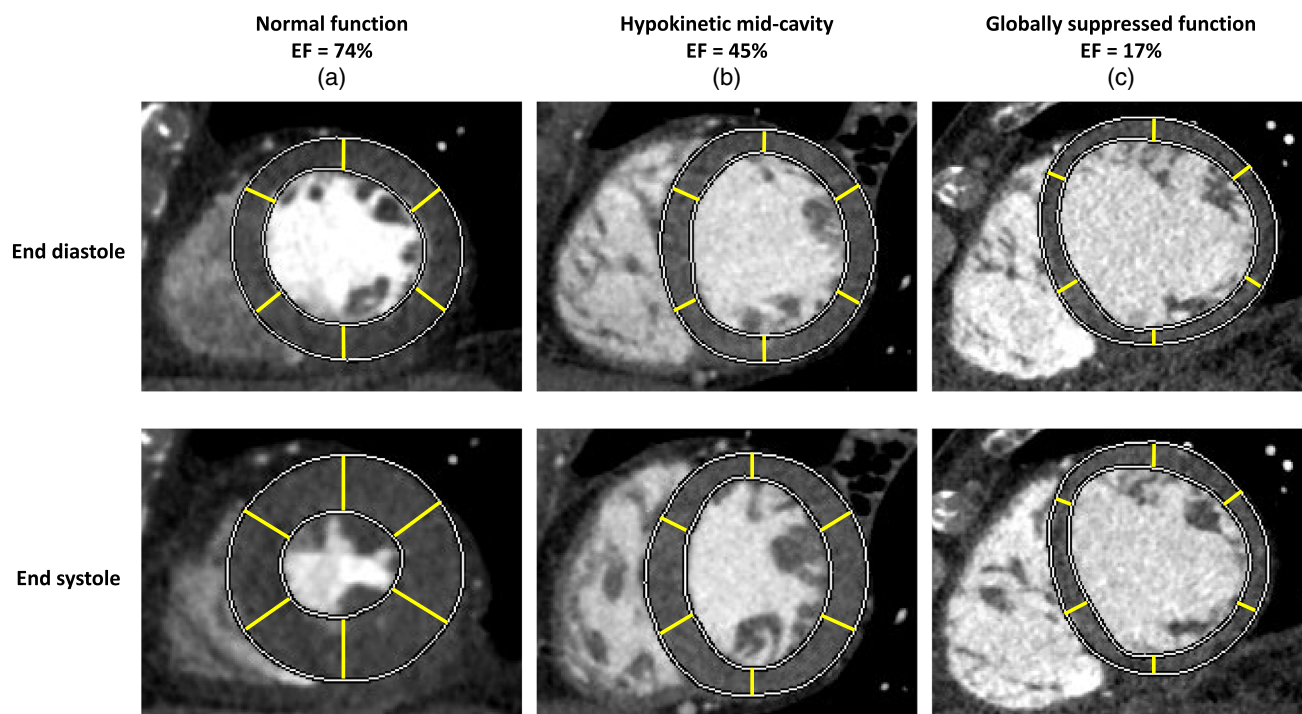 Normal function
EF = 74%
(a)
Hypokinetic mid-cavity
EF = 45%
(b)
Globally suppressed function
EF = 17%
(c)
End diastole
End systole